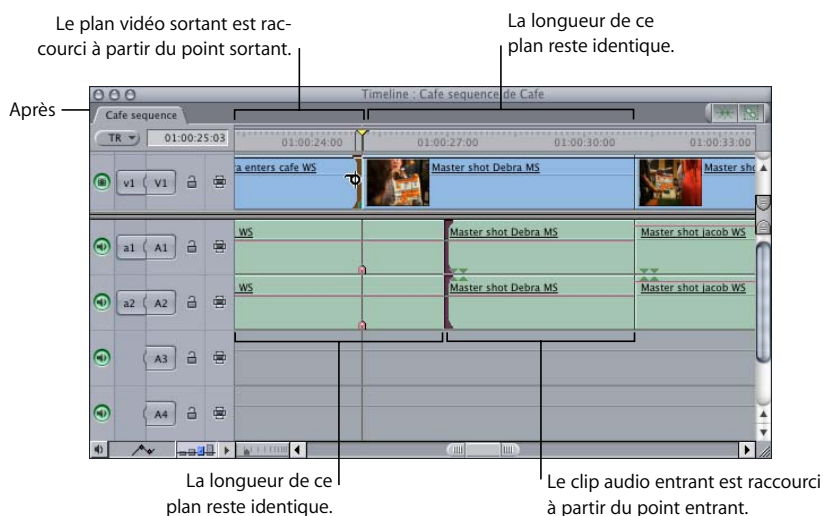 Le plan vidéo sortant est rac-
courci à partir du point sortant.
La longueur de ce
plan reste identique.
Après
Timeline : Cafe sequence de Cafe
Cafe sequence
TR 01:00:25:03
01:00:24:00 01:00:27:00 01:00:30:00 01:00:33:00
v1 V1 a enters cafe WS Master shot Debra MS Master sho
a1 A1 WS Master shot Debra MS Master shot jacob WS
a2 A2 WS Master shot Debra MS Master shot jacob WS
A3
A4
La longueur de ce
plan reste identique.
Le clip audio entrant est raccourci
à partir du point entrant.